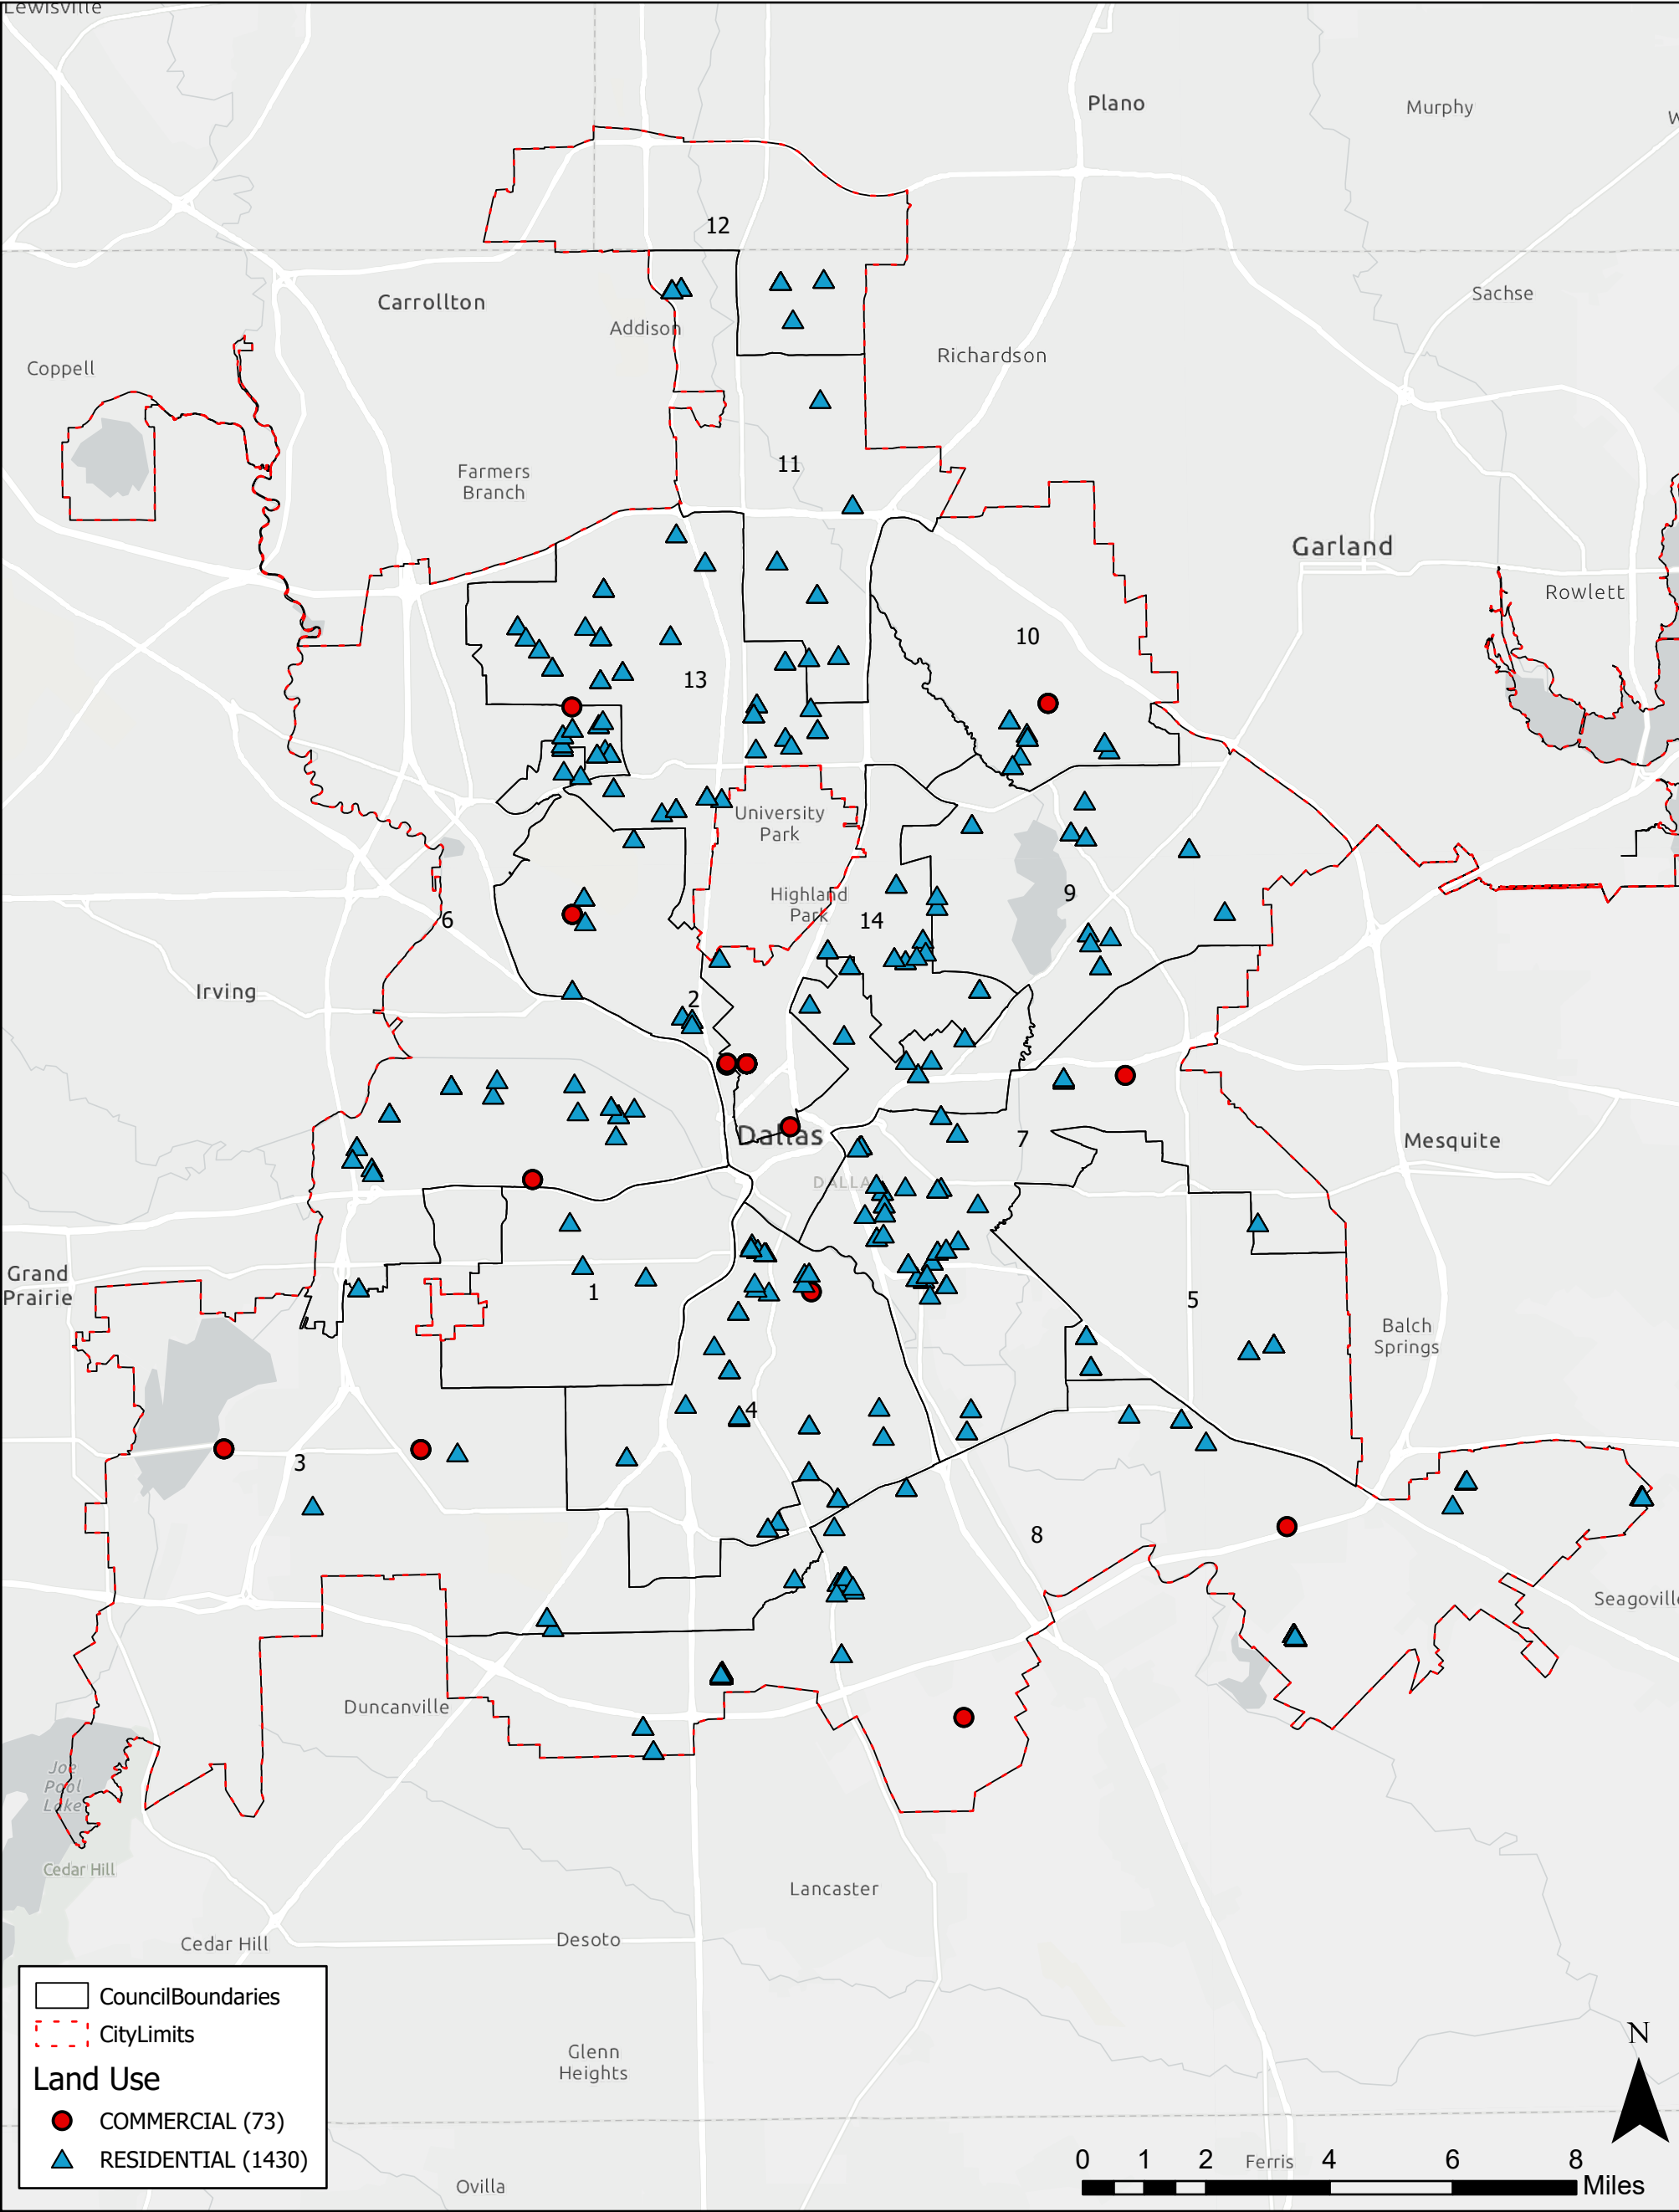 Lewisville
Plano
Murphy
W
12
Carrollton
Sachse
Addison
Richardson
Coppell
11
Farmers
Branch
Garland
Rowlett
10
13
University
Park
Highland
Park
9
14
6
Irving
2
Dallas
7
Mesquite
DALLA
Grand
Prairie
1
5
Balch
Springs
4
3
8
Seagoville
Duncanville
Joe
Pool
Lake
Cedar Hill
Lancaster
Cedar Hill
Desoto
Glenn
Heights
Ovilla
Ferris
CouncilBoundaries
CityLimits
Land Use
COMMERCIAL (73)
RESIDENTIAL (1430)
N
0 1 2 4 6 8
Miles